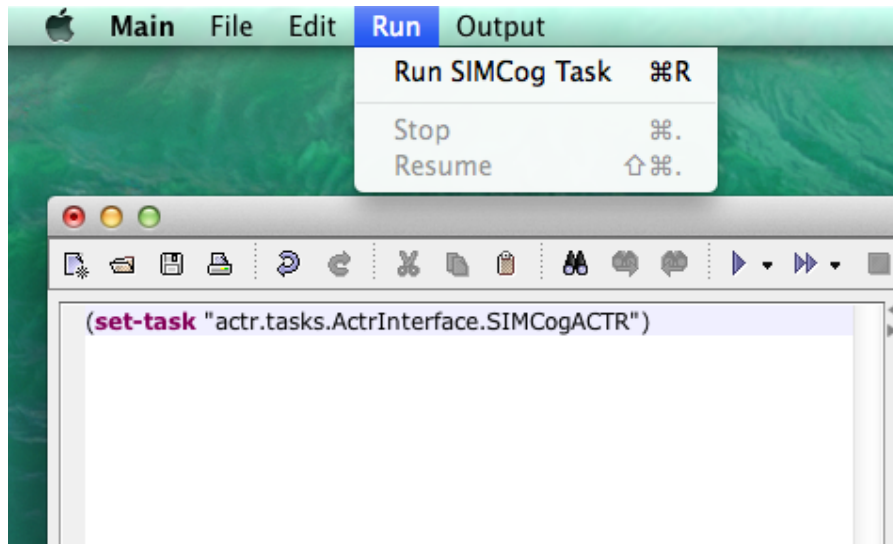 Main File Edit Run Output
Run SIMCog Task ⌘R
Stop ⌘.
Resume ⇧⌘.
(set-task "actr.tasks.ActrInterface.SIMCogACTR")